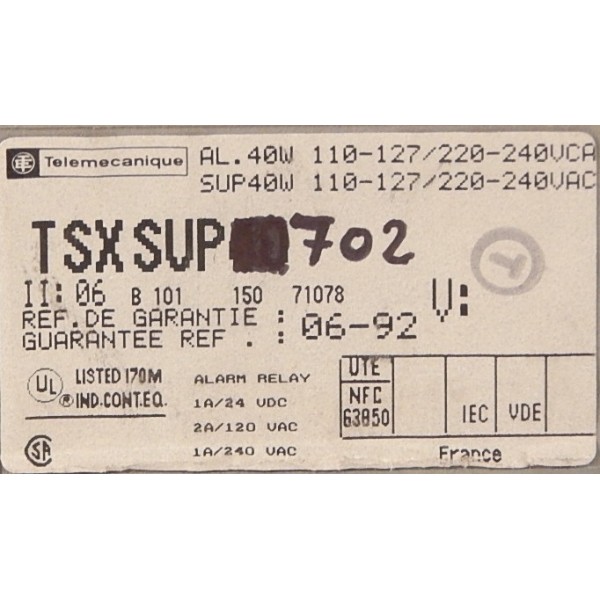 Telemecanique
AL.40W 110-127/220-240VCA
SUP40W 110-127/220-240VAC
TSXSUP 702
II: 06 B 101 150 71078 V:
REF.DE GARANTIE :
GUARANTEE REF . : 06-92
UL LISTED 170M
IND.CONT.EQ.
ALARM RELAY
1A/24 VDC
2A/120 VAC
1A/240 VAC
UTE
NFC
63850
IEC VDE
France